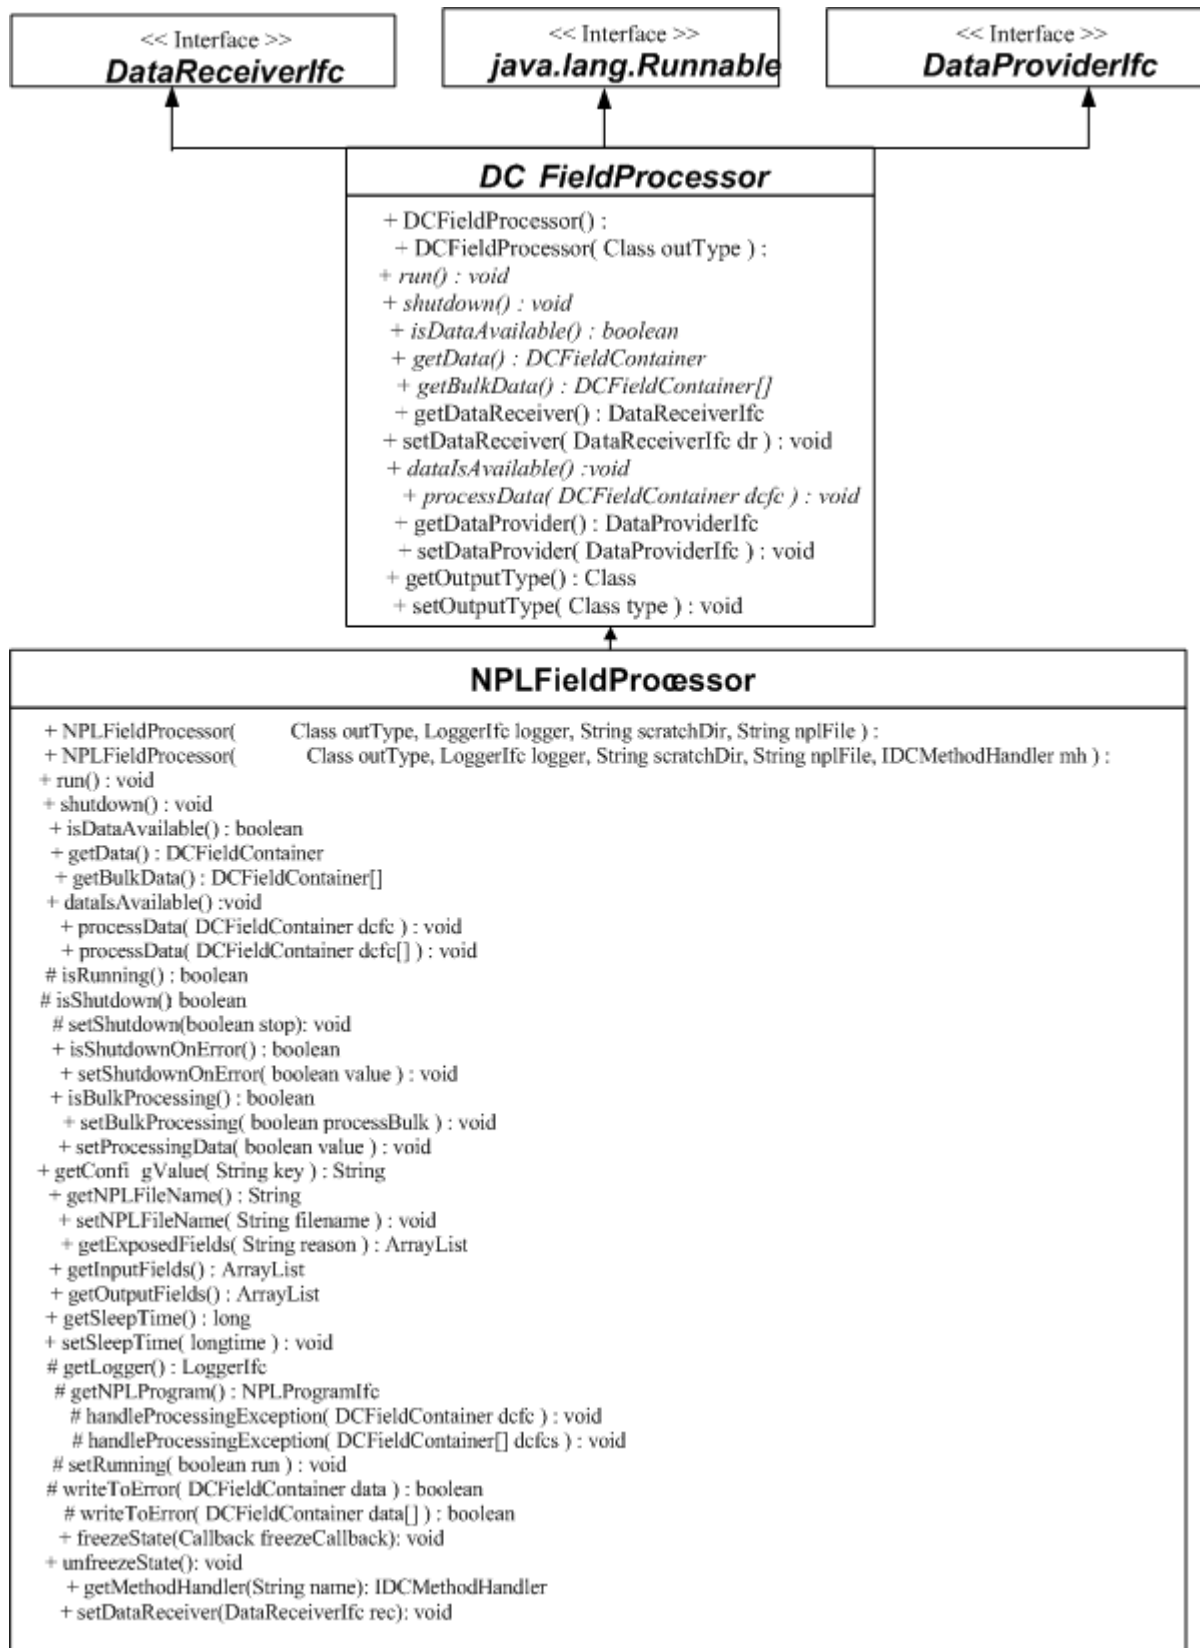 << Interface >>
DataReceiverIfc
<< Interface >>
java.lang.Runnable
<< Interface >>
DataProviderIfc
DC FieldProcessor
+ DCFieldProcessor() :
+ DCFieldProcessor( Class outType ) :
+ run() : void
+ shutdown() : void
+ isDataAvailable() : boolean
+ getData() : DCFieldContainer
+ getBulkData() : DCFieldContainer[]
+ getDataReceiver() : DataReceiverIfc
+ setDataReceiver( DataReceiverIfc dr ) : void
+ dataIsAvailable() :void
+ processData( DCFieldContainer dcfc ) : void
+ getDataProvider() : DataProviderIfc
+ setDataProvider( DataProviderIfc ) : void
+ getOutputType() : Class
+ setOutputType( Class type ) : void
NPLFieldProcessor
+ NPLFieldProcessor( Class outType, LoggerIfc logger, String scratchDir, String nplFile ) :
+ NPLFieldProcessor( Class outType, LoggerIfc logger, String scratchDir, String nplFile, IDCMethodHandler mh ) :
+ run() : void
+ shutdown() : void
+ isDataAvailable() : boolean
+ getData() : DCFieldContainer
+ getBulkData() : DCFieldContainer[]
+ dataIsAvailable() :void
+ processData( DCFieldContainer dcfc ) : void
+ processData( DCFieldContainer dcfc[] ) : void
# isRunning() : boolean
# isShutdown() boolean
# setShutdown(boolean stop): void
+ isShutdownOnError() : boolean
+ setShutdownOnError( boolean value ) : void
+ isBulkProcessing() : boolean
+ setBulkProcessing( boolean processBulk ) : void
+ setProcessingData( boolean value ) : void
+ getConfi gValue( String key ) : String
+ getNPLFileName() : String
+ setNPLFileName( String filename ) : void
+ getExposedFields( String reason ) : ArrayList
+ getInputFields() : ArrayList
+ getOutputFields() : ArrayList
+ getSleepTime() : long
+ setSleepTime( longtime ) : void
# getLogger() : LoggerIfc
# getNPLProgram() : NPLProgramIfc
# handleProcessingException( DCFieldContainer dcfc ) : void
# handleProcessingException( DCFieldContainer[] dcfcs ) : void
# setRunning( boolean run ) : void
# writeToError( DCFieldContainer data ) : boolean
# writeToError( DCFieldContainer data[] ) : boolean
+ freezeState(Callback freezeCallback): void
+ unfreezeState(): void
+ getMethodHandler(String name): IDCMethodHandler
+ setDataReceiver(DataReceiverIfc rec): void